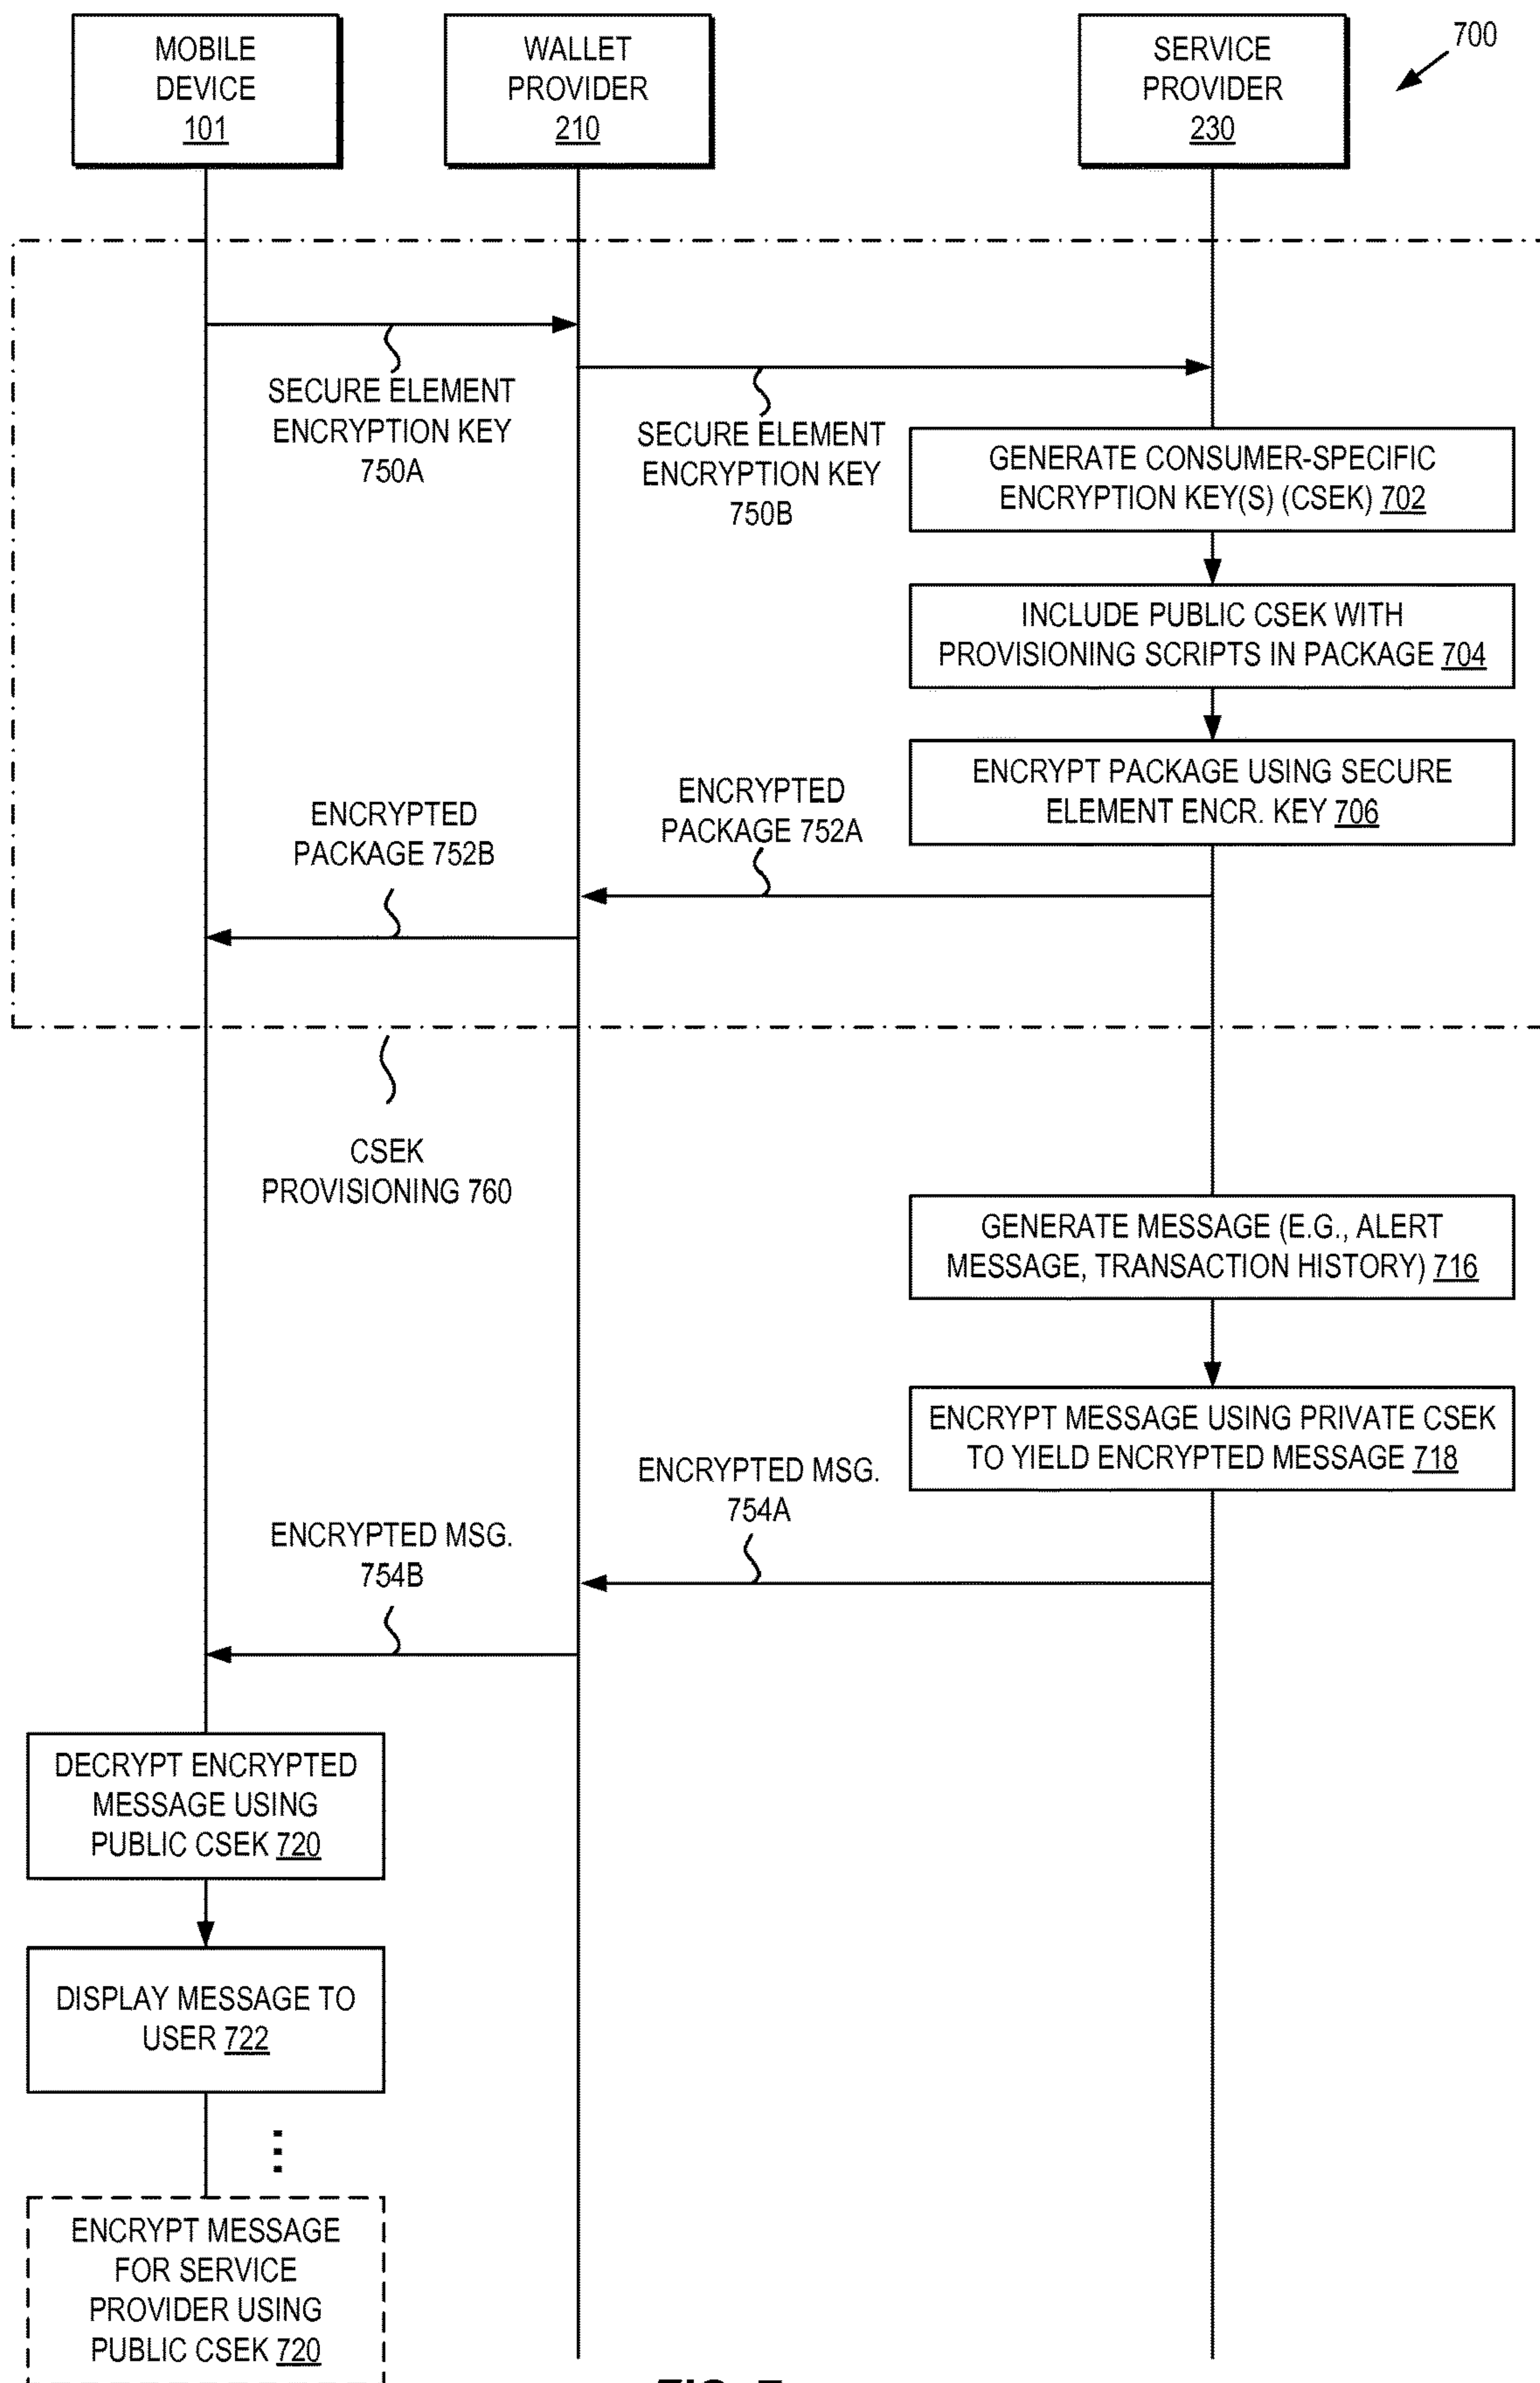 MOBILE
DEVICE
101
WALLET
PROVIDER
210
SERVICE
PROVIDER
230
700
SECURE ELEMENT
ENCRYPTION KEY
750A
SECURE ELEMENT
ENCRYPTION KEY
750B
GENERATE CONSUMER-SPECIFIC
ENCRYPTION KEY(S) (CSEK) 702
INCLUDE PUBLIC CSEK WITH
PROVISIONING SCRIPTS IN PACKAGE 704
ENCRYPT PACKAGE USING SECURE
ELEMENT ENCR. KEY 706
ENCRYPTED
PACKAGE 752A
ENCRYPTED
PACKAGE 752B
CSEK
PROVISIONING 760
GENERATE MESSAGE (E.G., ALERT
MESSAGE, TRANSACTION HISTORY) 716
ENCRYPT MESSAGE USING PRIVATE CSEK
TO YIELD ENCRYPTED MESSAGE 718
ENCRYPTED MSG.
754A
ENCRYPTED MSG.
754B
DECRYPT ENCRYPTED
MESSAGE USING
PUBLIC CSEK 720
DISPLAY MESSAGE TO
USER 722
ENCRYPT MESSAGE
FOR SERVICE
PROVIDER USING
PUBLIC CSEK 720